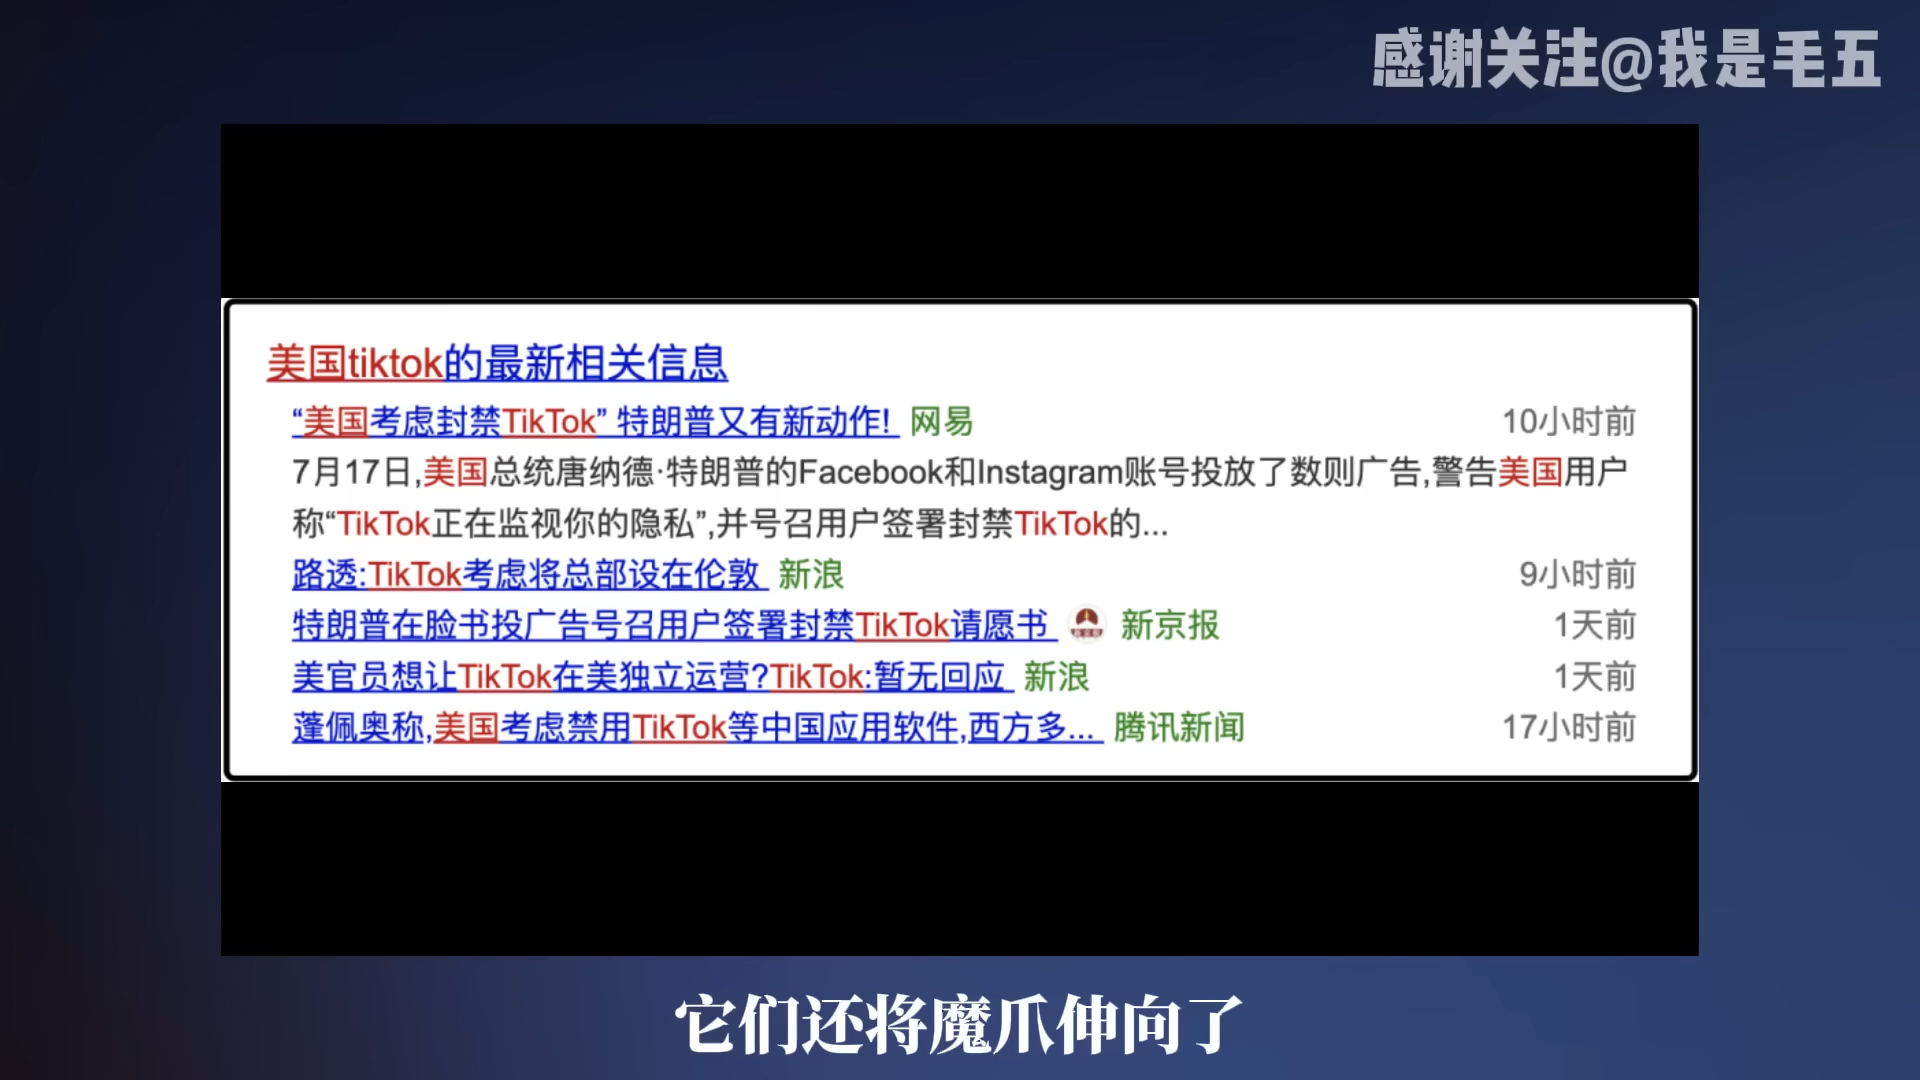 感谢关注@我是毛五
美国tiktok的最新相关信息
“美国考虑封禁TikTok” 特朗普又有新动作! 网易 10小时前
7月17日,美国总统唐纳德·特朗普的Facebook和Instagram账号投放了数则广告,警告美国用户
称“TikTok正在监视你的隐私”,并号召用户签署封禁TikTok的...
路透:TikTok考虑将总部设在伦敦 新浪 9小时前
特朗普在脸书投广告号召用户签署封禁TikTok请愿书 新京报 1天前
美官员想让TikTok在美独立运营?TikTok:暂无回应 新浪 1天前
蓬佩奥称,美国考虑禁用TikTok等中国应用软件,西方多... 腾讯新闻 17小时前
它们还将魔爪伸向了